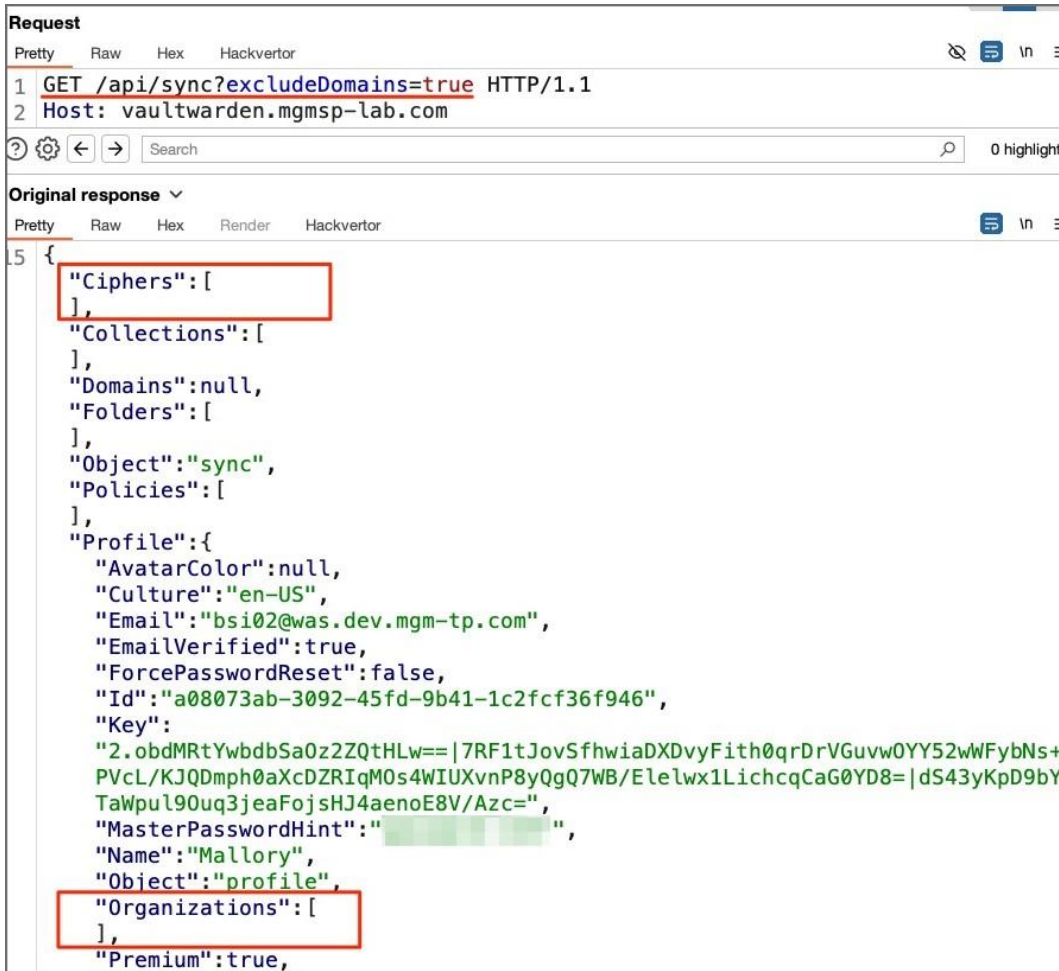 Request
Pretty Raw Hex Hackvertor \n
1 GET /api/sync?excludeDomains=true HTTP/1.1
2 Host: vaultwarden.mgmsp-lab.com
Search 0 highlight
Original response
Pretty Raw Hex Render Hackvertor \n
15 {
"Ciphers":[
],
"Collections":[
],
"Domains":null,
"Folders":[
],
"Object":"sync",
"Policies":[
],
"Profile":{
"AvatarColor":null,
"Culture":"en-US",
"Email":"bsi02@was.dev.mgm-tp.com",
"EmailVerified":true,
"ForcePasswordReset":false,
"Id":"a08073ab-3092-45fd-9b41-1c2fcf36f946",
"Key":
"2.obdMRtYwbdbSaOz2ZQtHLw==|7RF1tJovSfhwiaDXDvyFith0qrDrVGuvwOYY52wWFybNs+
PVcL/KJQDmph0aXcDZRIqMOs4WIUXvnP8yQgQ7WB/Elelwx1LichcqCaG0YD8=|dS43yKpD9bY
TaWpul9Ouq3jeaFojsHJ4aenoE8V/Azc=",
"MasterPasswordHint":" ",
"Name":"Mallory",
"Object":"profile",
"Organizations":[
],
"Premium":true,